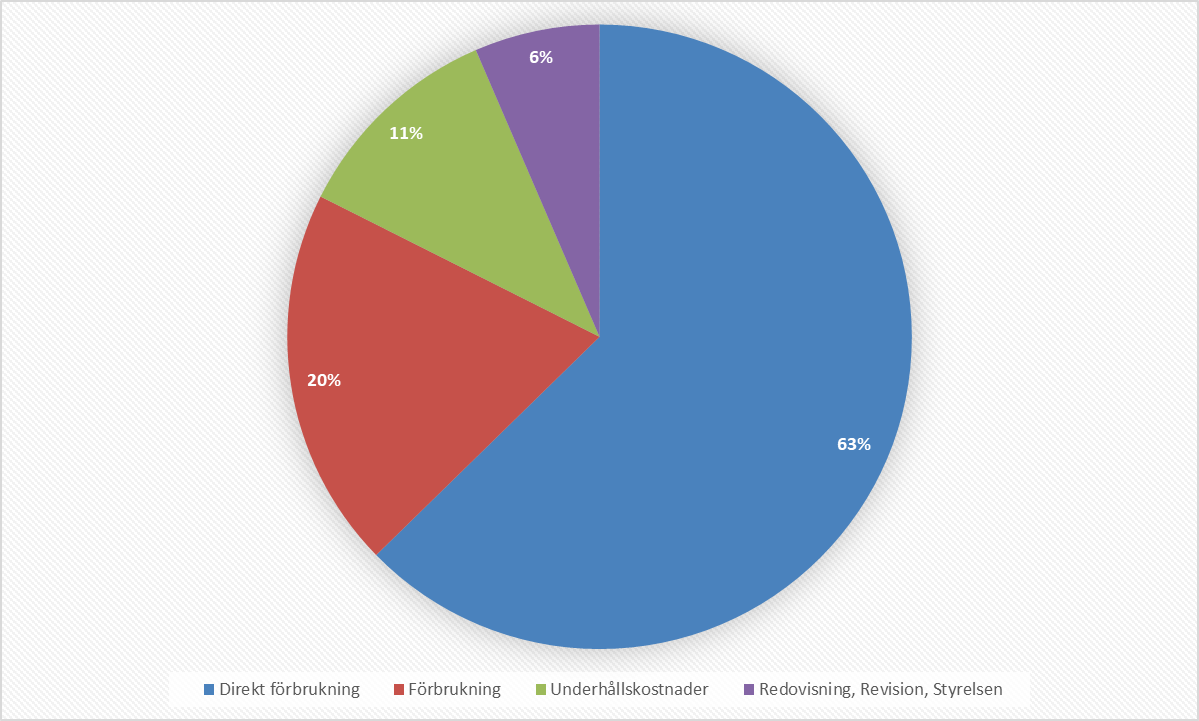 6%
11%
20%
63%
Direkt förbrukning Förbrukning Underhållskostnader Redovisning, Revision, Styrelsen